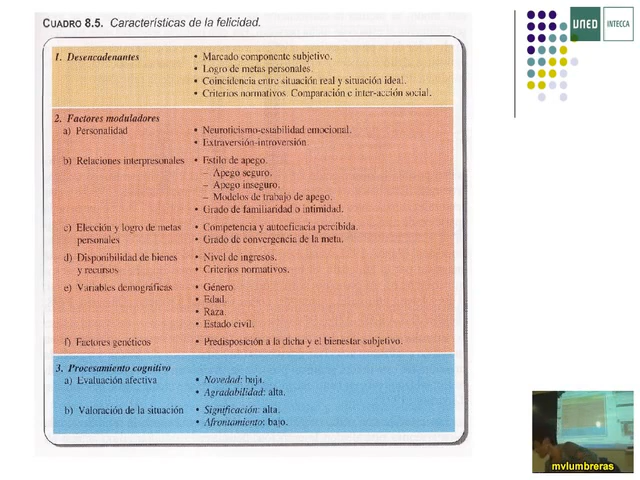 CUADRO 8.5. Características de la felicidad.
1. Desencadenantes
• Marcado componente subjetivo.
• Logro de metas personales.
• Coincidencia entre situación real y situación ideal.
• Criterios normativos. Comparación e inter-acción social.
2. Factores moduladores
a) Personalidad
• Neuroticismo-estabilidad emocional.
• Extraversión-introversión.
b) Relaciones interpresonales
• Estilo de apego.
– Apego seguro.
– Apego inseguro.
– Modelos de trabajo de apego.
• Grado de familiaridad o intimidad.
c) Elección y logro de metas
personales
• Competencia y autoeficacia percibida.
• Grado de convergencia de la meta.
d) Disponibilidad de bienes
y recursos
• Nivel de ingresos.
• Criterios normativos.
e) Variables demográficas
• Género.
• Edad.
• Raza.
• Estado civil.
f) Factores genéticos
• Predisposición a la dicha y el bienestar subjetivo.
3. Procesamiento cognitivo
a) Evaluación afectiva
• Novedad: baja.
• Agradabilidad: alta.
b) Valoración de la situación
• Significación: alta.
• Afrontamiento: bajo.
UNED
INTECCA
mvlumbreras